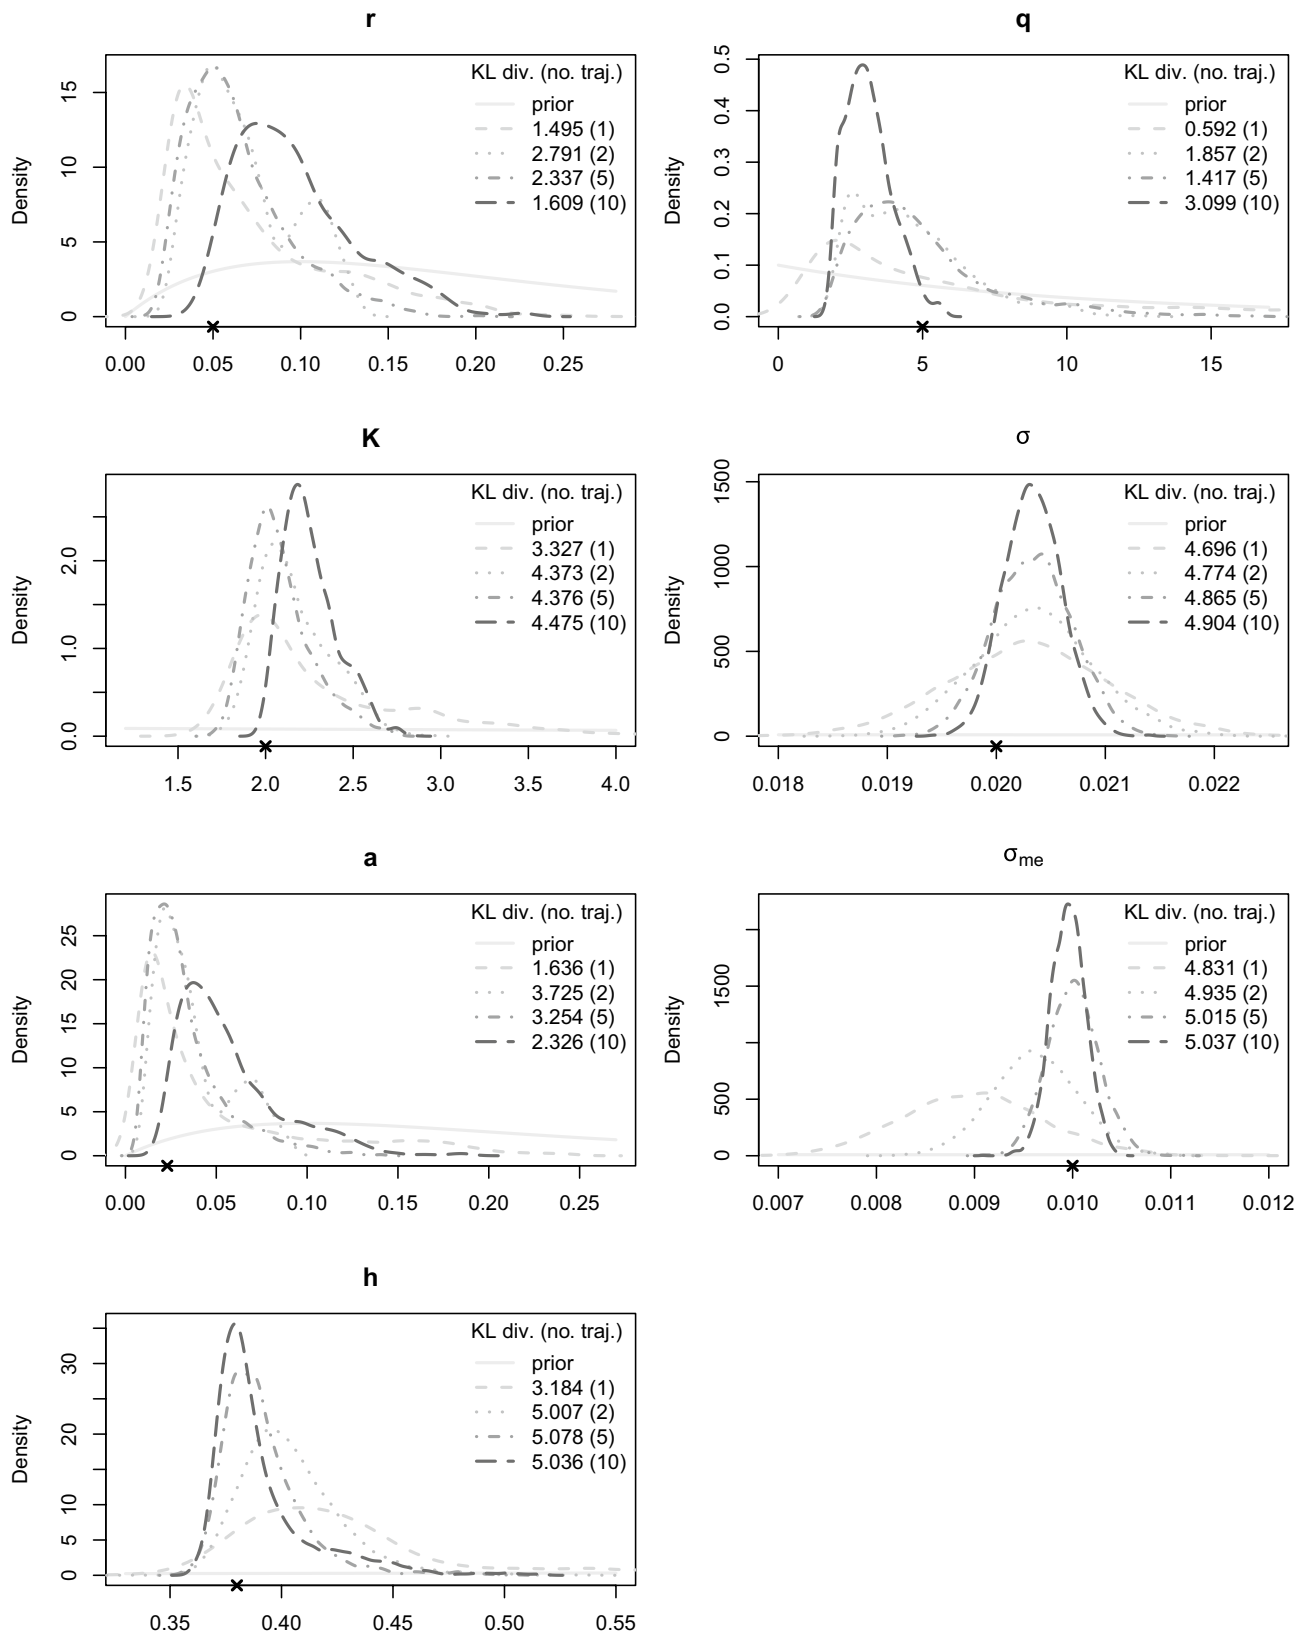 r
Density
0 5 10 15
0.00 0.05 0.10 0.15 0.20 0.25
KL div. (no. traj.)
prior
1.495 (1)
2.791 (2)
2.337 (5)
1.609 (10)
q
Density
0.0 0.1 0.2 0.3 0.4 0.5
0 5 10 15
KL div. (no. traj.)
prior
0.592 (1)
1.857 (2)
1.417 (5)
3.099 (10)
K
Density
0.0 1.0 2.0
1.5 2.0 2.5 3.0 3.5 4.0
KL div. (no. traj.)
prior
3.327 (1)
4.373 (2)
4.376 (5)
4.475 (10)
σ
Density
0 500 1000 1500
0.018 0.019 0.020 0.021 0.022
KL div. (no. traj.)
prior
4.696 (1)
4.774 (2)
4.865 (5)
4.904 (10)
a
Density
0 5 10 15 20 25
0.00 0.05 0.10 0.15 0.20 0.25
KL div. (no. traj.)
prior
1.636 (1)
3.725 (2)
3.254 (5)
2.326 (10)
σme
Density
0 500 1500
0.007 0.008 0.009 0.010 0.011 0.012
KL div. (no. traj.)
prior
4.831 (1)
4.935 (2)
5.015 (5)
5.037 (10)
h
Density
0 5 10 20 30
0.35 0.40 0.45 0.50 0.55
KL div. (no. traj.)
prior
3.184 (1)
5.007 (2)
5.078 (5)
5.036 (10)